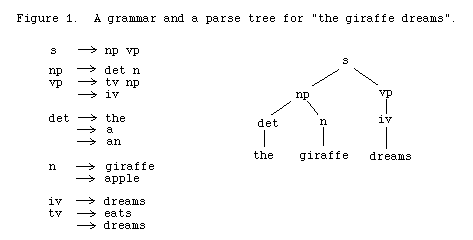 Figure 1.  A grammar and a parse tree for "the giraffe dreams".
s → np vp
np → det n
vp → tv np
→ iv
det → the
→ a
→ an
n → giraffe
→ apple
iv → dreams
tv → eats
→ dreams
s
np vp
det n iv
the giraffe dreams